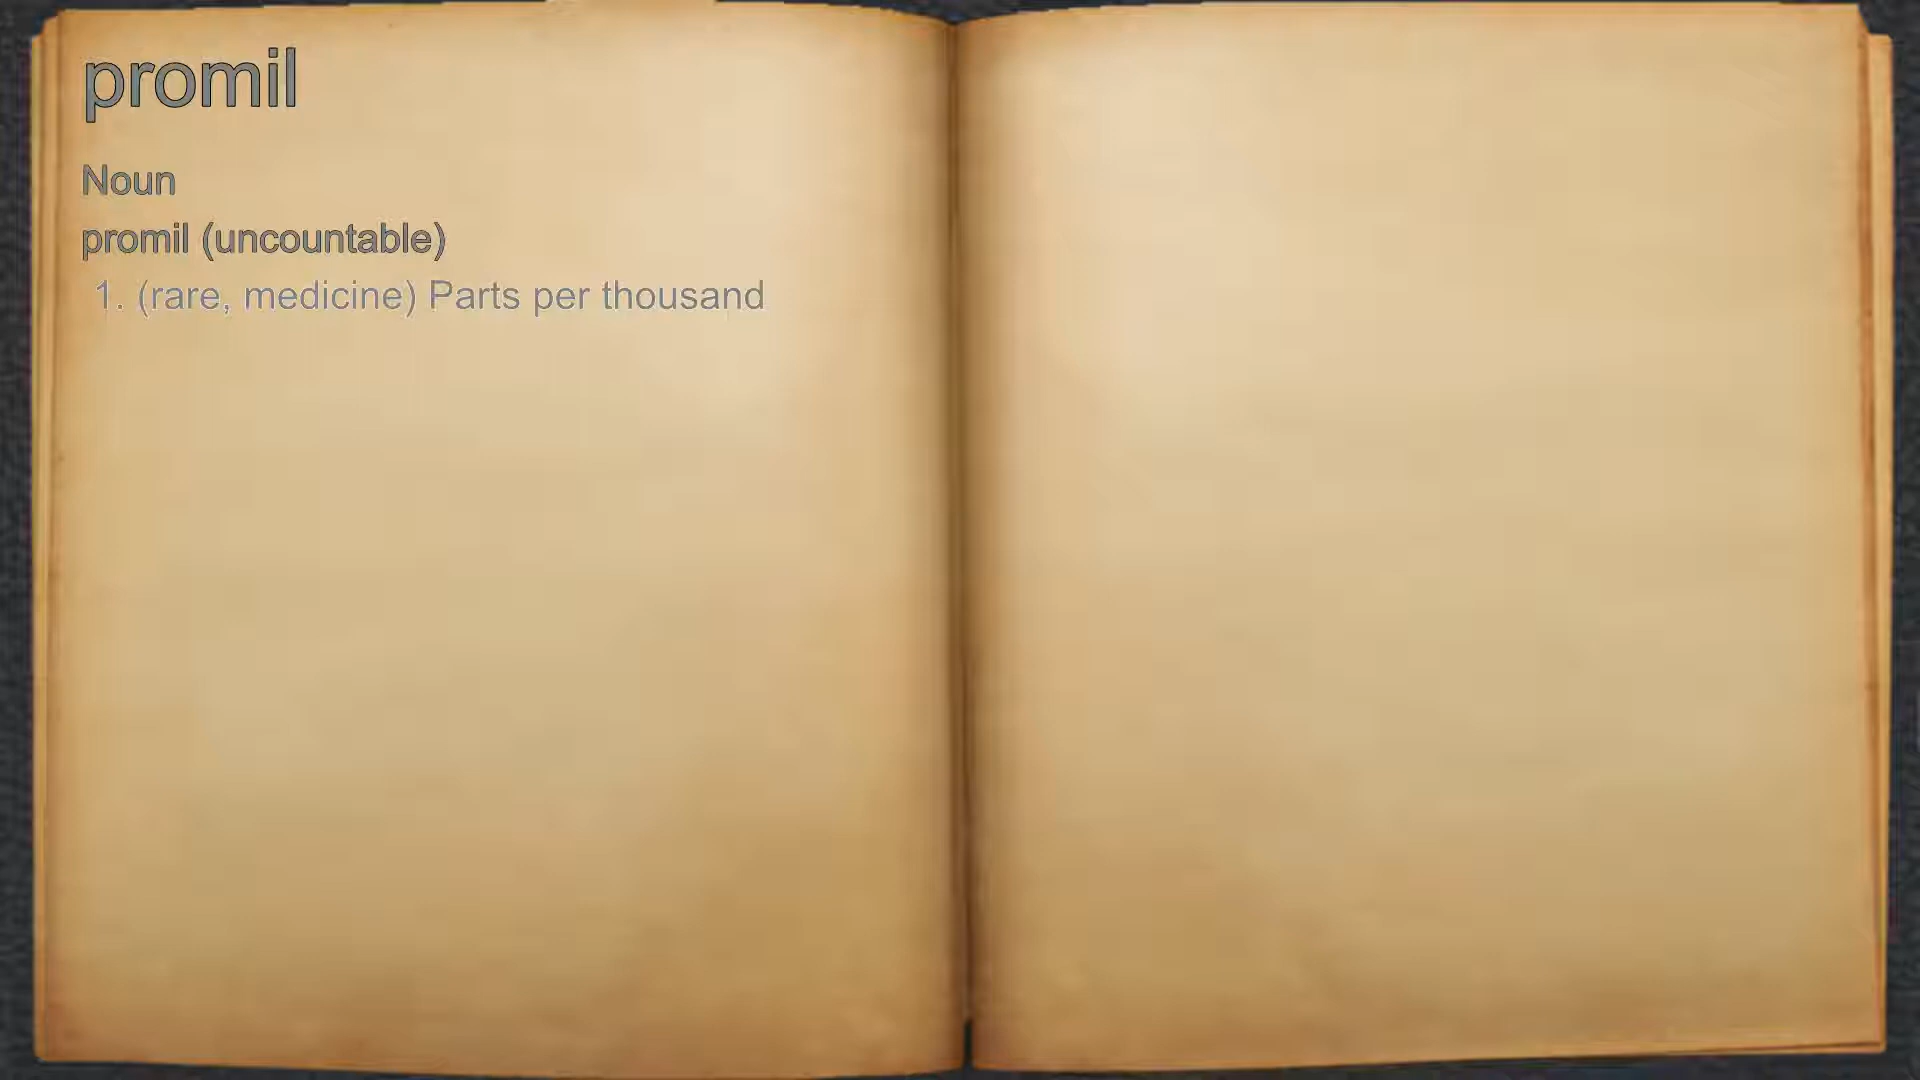 promil
Noun
promil (uncountable)
1. (rare, medicine) Parts per thousand